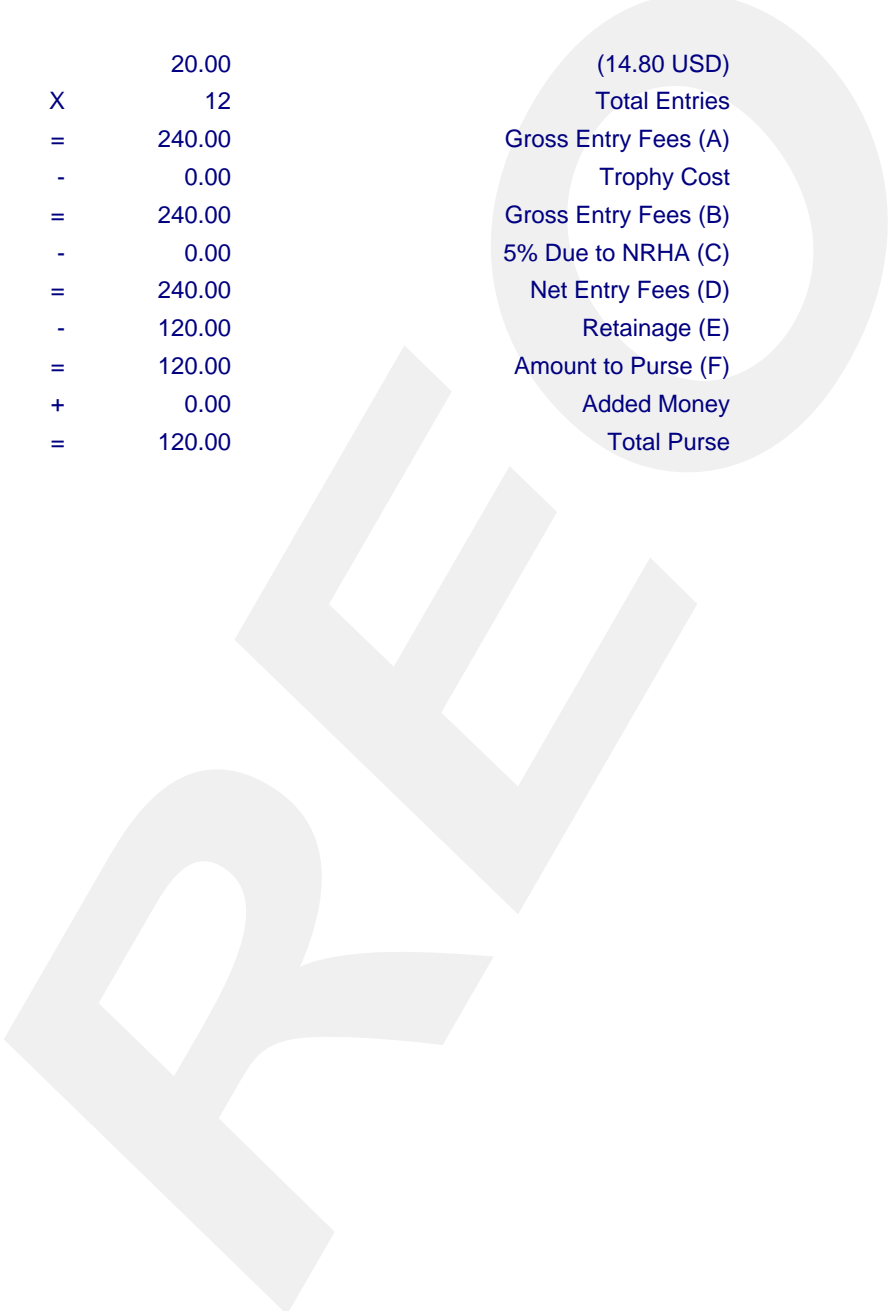 20.00 (14.80 USD)
X 12 Total Entries
= 240.00 Gross Entry Fees (A)
- 0.00 Trophy Cost
= 240.00 Gross Entry Fees (B)
- 0.00 5% Due to NRHA (C)
= 240.00 Net Entry Fees (D)
- 120.00 Retainage (E)
= 120.00 Amount to Purse (F)
+ 0.00 Added Money
= 120.00 Total Purse
REO